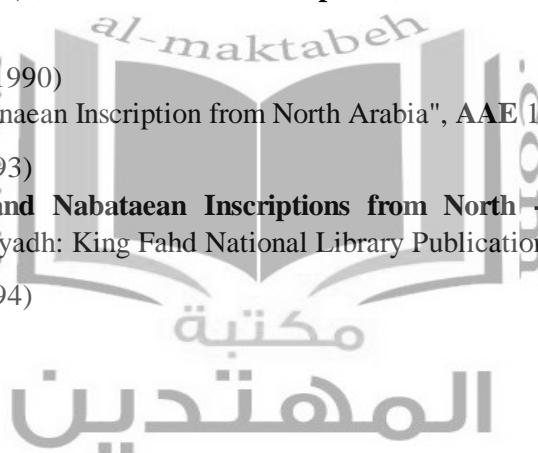 al-maktabeh
1990)
naean Inscription from North Arabia", AAE 1
93)
and Nabataean Inscriptions from North -
yadh: King Fahd National Library Publication
94)
مكتبة
المهتدين